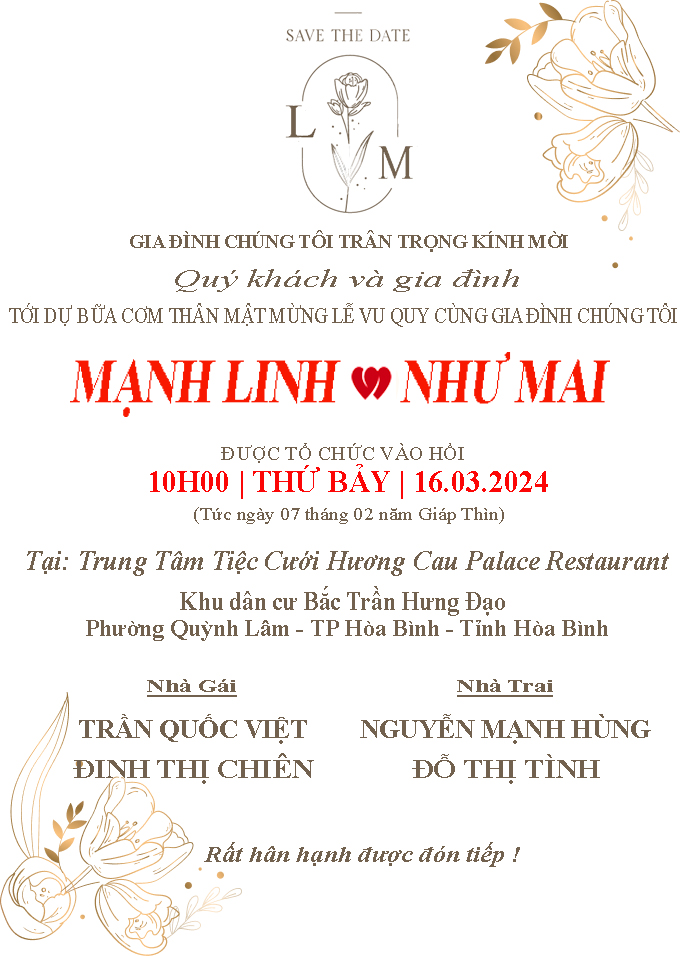 SAVE THE DATE
L
M
GIA ĐÌNH CHÚNG TÔI TRÂN TRỌNG KÍNH MỜI
Quý khách và gia đình
TỚI DỰ BỮA CƠM THÂN MẬT MỪNG LỄ VU QUY CÙNG GIA ĐÌNH CHÚNG TÔI
MẠNH LINH NHƯ MAI
ĐƯỢC TỔ CHỨC VÀO HỒI
10H00 | THỨ BẢY | 16.03.2024
(Tức ngày 07 tháng 02 năm Giáp Thìn)
Tại: Trung Tâm Tiệc Cưới Hương Cau Palace Restaurant
Khu dân cư Bắc Trần Hưng Đạo
Phường Quỳnh Lâm - TP Hòa Bình - Tỉnh Hòa Bình
Nhà Gái
TRẦN QUỐC VIỆT
ĐINH THỊ CHIÊN
Nhà Trai
NGUYỄN MẠNH HÙNG
ĐỖ THỊ TÌNH
Rất hân hạnh được đón tiếp !